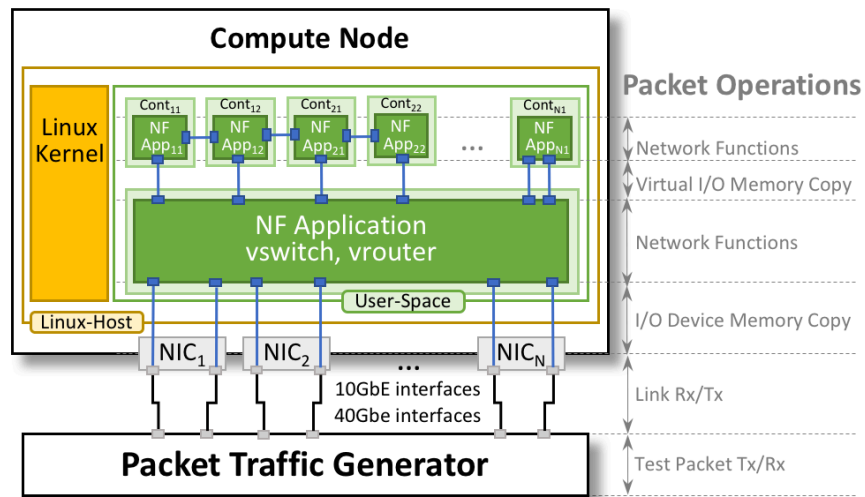 Compute Node
Packet Operations
Linux
Kernel
Cont11 Cont12 Cont21 Cont22 ContN1
NF
App11
NF
App12
NF
App21
NF
App22
...
NF
AppN1
Network Functions
Virtual I/O Memory Copy
NF Application
vswitch, vrouter
Network Functions
User-Space
Linux-Host
I/O Device Memory Copy
NIC1 NIC2 ... NICN
10GbE interfaces
40Gbe interfaces
Link Rx/Tx
Packet Traffic Generator
Test Packet Tx/Rx